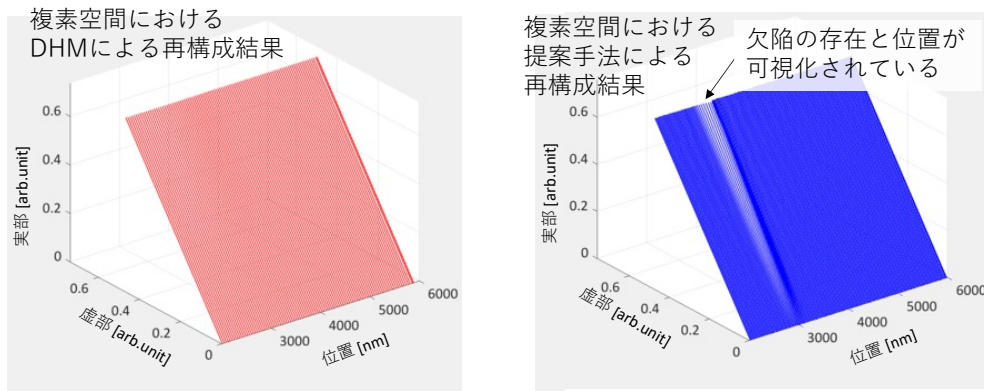 複素空間における
DHMによる再構成結果
0.6
0.4
0.2
0
実部 [arb.unit]
0.6
0.4
0.2
0
虚部 [arb.unit]
3000
4000
5000
6000
位置 [nm]
複素空間における
提案手法による
再構成結果
欠陥の存在と位置が
可視化されている
0.6
0.4
0.2
0
実部 [arb.unit]
0.6
0.4
0.2
0
虚部 [arb.unit]
3000
4000
5000
6000
位置 [nm]